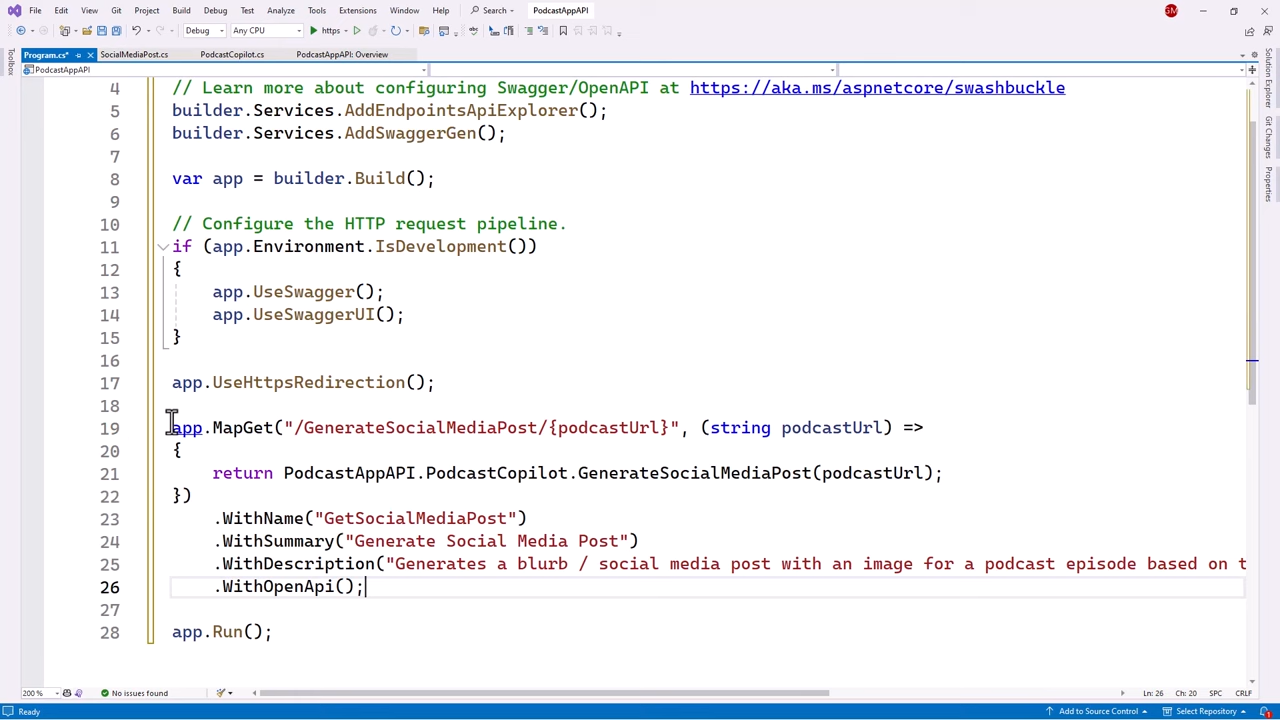 File Edit View Git Project Build Debug Test Analyze Tools Extensions Window Help Search PodcastAppAPI GM
Debug Any CPU https
Program.cs* SocialMediaPost.cs PodcastCopilot.cs PodcastAppAPI: Overview
PodcastAppAPI
Toolbox
Solution Explorer
Git Changes
Properties
4 // Learn more about configuring Swagger/OpenAPI at https://aka.ms/aspnetcore/swashbuckle
5 builder.Services.AddEndpointsApiExplorer();
6 builder.Services.AddSwaggerGen();
7
8 var app = builder.Build();
9
10 // Configure the HTTP request pipeline.
11 if (app.Environment.IsDevelopment())
12 {
13 app.UseSwagger();
14 app.UseSwaggerUI();
15 }
16
17 app.UseHttpsRedirection();
18
19 app.MapGet("/GenerateSocialMediaPost/{podcastUrl}", (string podcastUrl) =>
20 {
21 return PodcastAppAPI.PodcastCopilot.GenerateSocialMediaPost(podcastUrl);
22 })
23 .WithName("GetSocialMediaPost")
24 .WithSummary("Generate Social Media Post")
25 .WithDescription("Generates a blurb / social media post with an image for a podcast episode based on t
26 .WithOpenApi();
27
28 app.Run();
200 % No issues found Ln: 26 Ch: 20 SPC CRLF
Ready Add to Source Control Select Repository